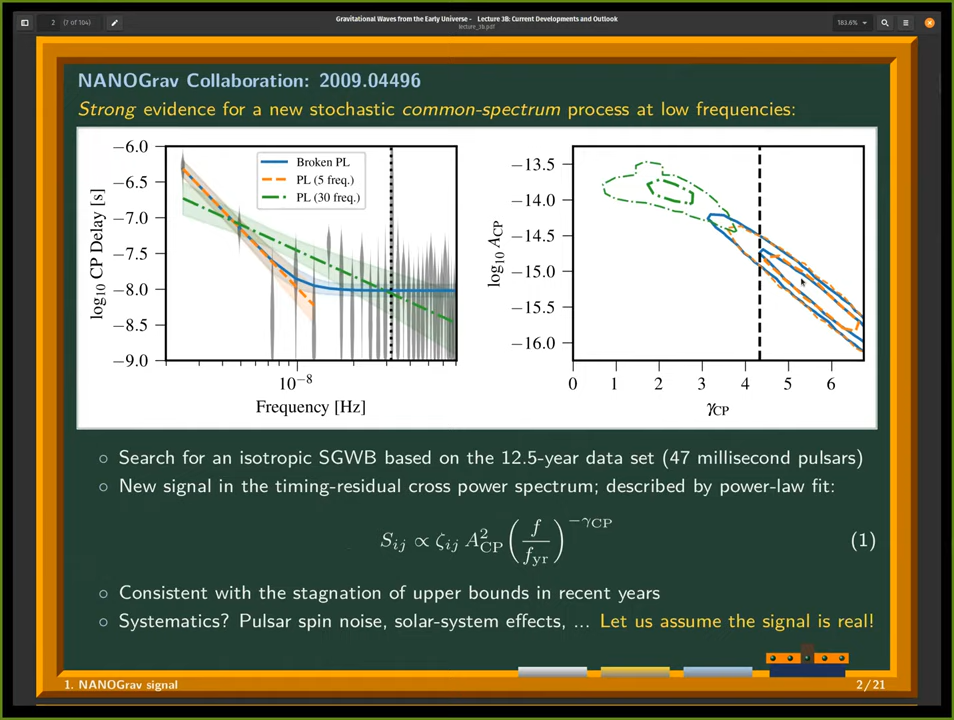 Gravitational Waves from the Early Universe - Lecture 3B: Current Developments and Outlook
lecture_3b.pdf
2 (7 of 104)
183.6%
NANOGrav Collaboration: 2009.04496
Strong evidence for a new stochastic common-spectrum process at low frequencies:
−6.0
−6.5
−7.0
−7.5
−8.0
−8.5
−9.0
log₁₀ CP Delay [s]
Broken PL
PL (5 freq.)
PL (30 freq.)
10⁻⁸
Frequency [Hz]
−13.5
−14.0
−14.5
−15.0
−15.5
−16.0
log₁₀ A_CP
0 1 2 3 4 5 6
γ_CP
○ Search for an isotropic SGWB based on the 12.5-year data set (47 millisecond pulsars)
○ New signal in the timing-residual cross power spectrum; described by power-law fit:
S_ij ∝ ζ_ij A²_CP (f / f_yr)^−γ_CP (1)
○ Consistent with the stagnation of upper bounds in recent years
○ Systematics? Pulsar spin noise, solar-system effects, ... Let us assume the signal is real!
1. NANOGrav signal 2/21